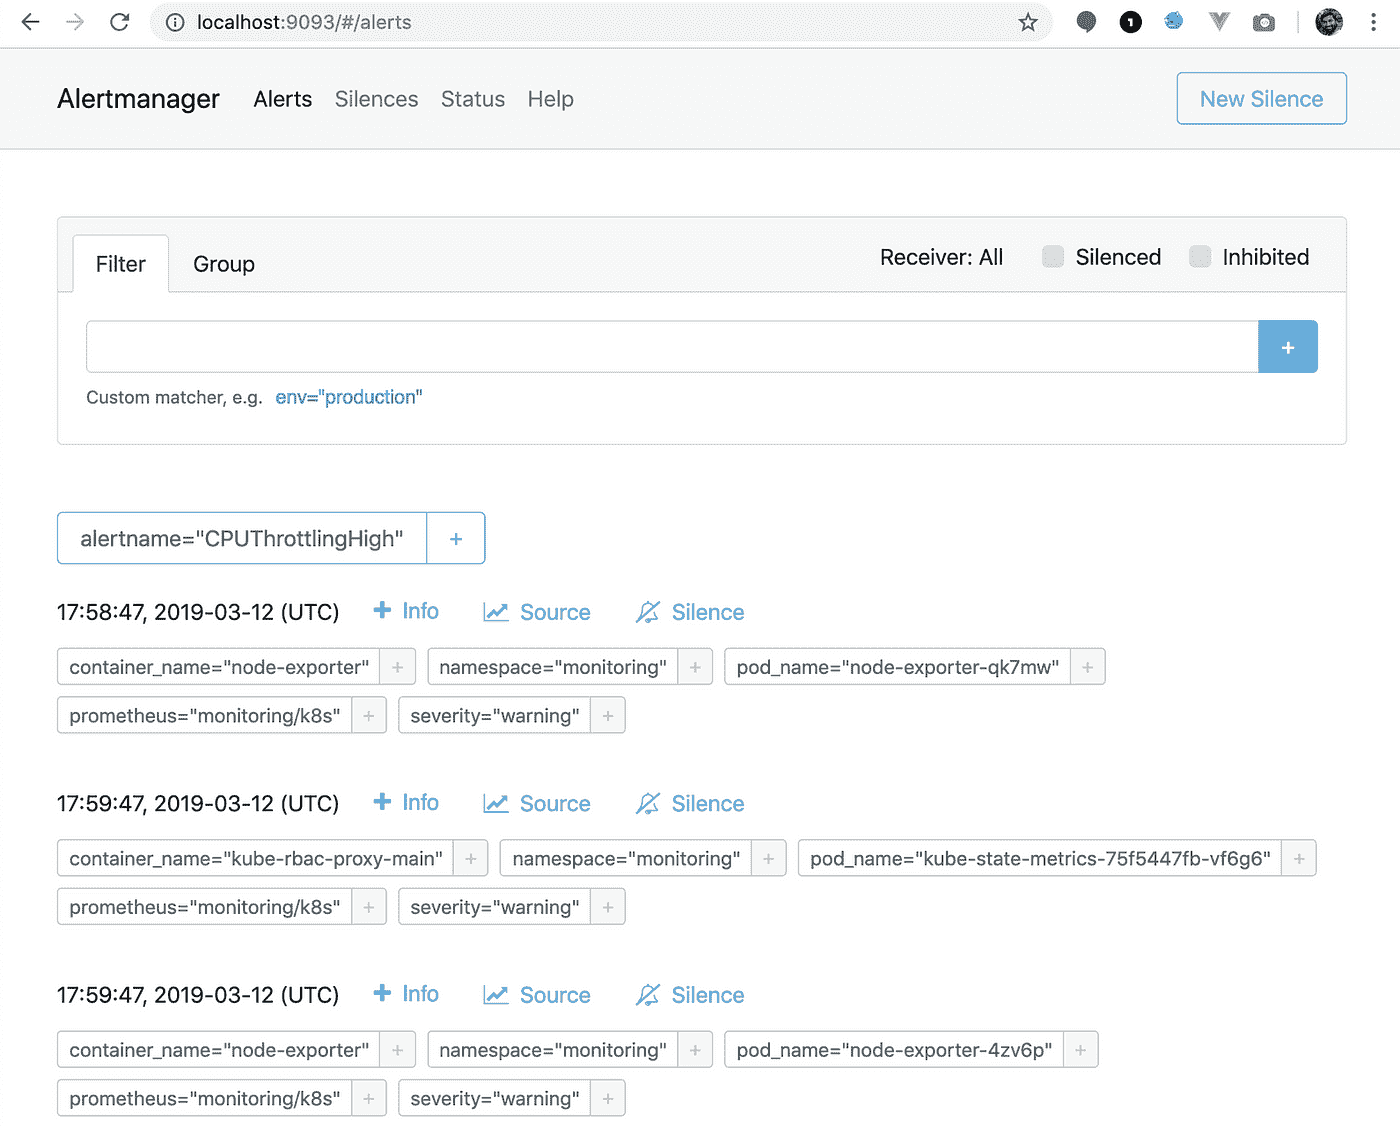 localhost:9093/#/alerts
1
Alertmanager Alerts Silences Status Help New Silence
Filter Group Receiver: All Silenced Inhibited
+
Custom matcher, e.g. env="production"
alertname="CPUThrottlingHigh" +
17:58:47, 2019-03-12 (UTC) + Info Source Silence
container_name="node-exporter" + namespace="monitoring" + pod_name="node-exporter-qk7mw" +
prometheus="monitoring/k8s" + severity="warning" +
17:59:47, 2019-03-12 (UTC) + Info Source Silence
container_name="kube-rbac-proxy-main" + namespace="monitoring" + pod_name="kube-state-metrics-75f5447fb-vf6g6" +
prometheus="monitoring/k8s" + severity="warning" +
17:59:47, 2019-03-12 (UTC) + Info Source Silence
container_name="node-exporter" + namespace="monitoring" + pod_name="node-exporter-4zv6p" +
prometheus="monitoring/k8s" + severity="warning" +